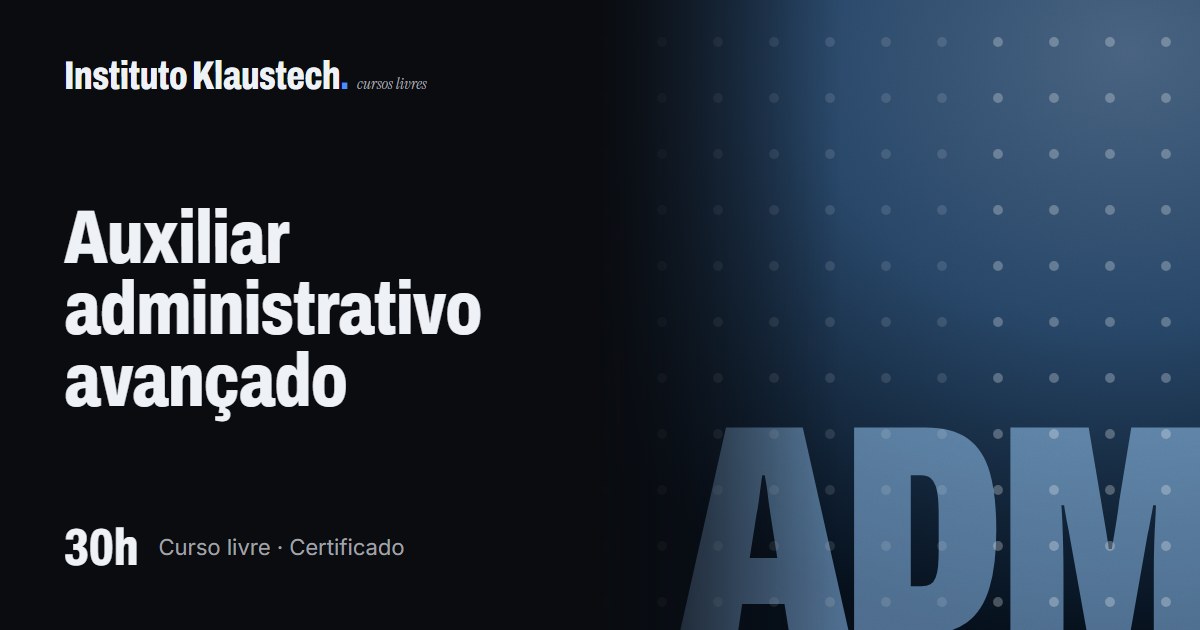 Instituto Klaustech. cursos livres
Auxiliar
administrativo
avançado
30h Curso livre · Certificado
ADM